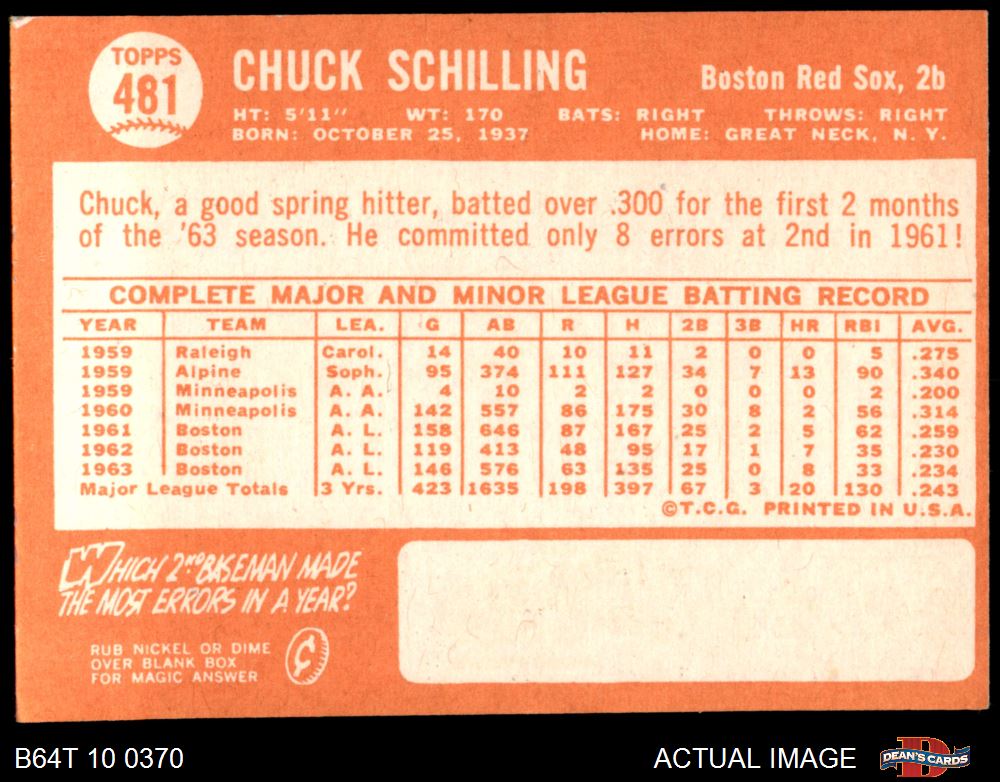 TOPPS
481
CHUCK SCHILLING
Boston Red Sox, 2b
HT: 5'11" WT: 170 BATS: RIGHT THROWS: RIGHT
BORN: OCTOBER 25, 1937 HOME: GREAT NECK, N. Y.
Chuck, a good spring hitter, batted over .300 for the first 2 months
of the '63 season. He committed only 8 errors at 2nd in 1961!
COMPLETE MAJOR AND MINOR LEAGUE BATTING RECORD
YEAR TEAM LEA. G AB R H 2B 3B HR RBI AVG.
1959 Raleigh Carol. 14 40 10 11 2 0 0 5 .275
1959 Alpine Soph. 95 374 111 127 34 7 13 90 .340
1959 Minneapolis A. A. 4 10 2 2 0 0 0 2 .200
1960 Minneapolis A. A. 142 557 86 175 30 8 2 56 .314
1961 Boston A. L. 158 646 87 167 25 2 5 62 .259
1962 Boston A. L. 119 413 48 95 17 1 7 35 .230
1963 Boston A. L. 146 576 63 135 25 0 8 33 .234
Major League Totals 3 Yrs. 423 1635 198 397 67 3 20 130 .243
©T.C.G. PRINTED IN U.S.A.
WHICH 2ND BASEMAN MADE
THE MOST ERRORS IN A YEAR?
RUB NICKEL OR DIME
OVER BLANK BOX
FOR MAGIC ANSWER
¢
B64T 10 0370
ACTUAL IMAGE
D
DEAN'S CARDS